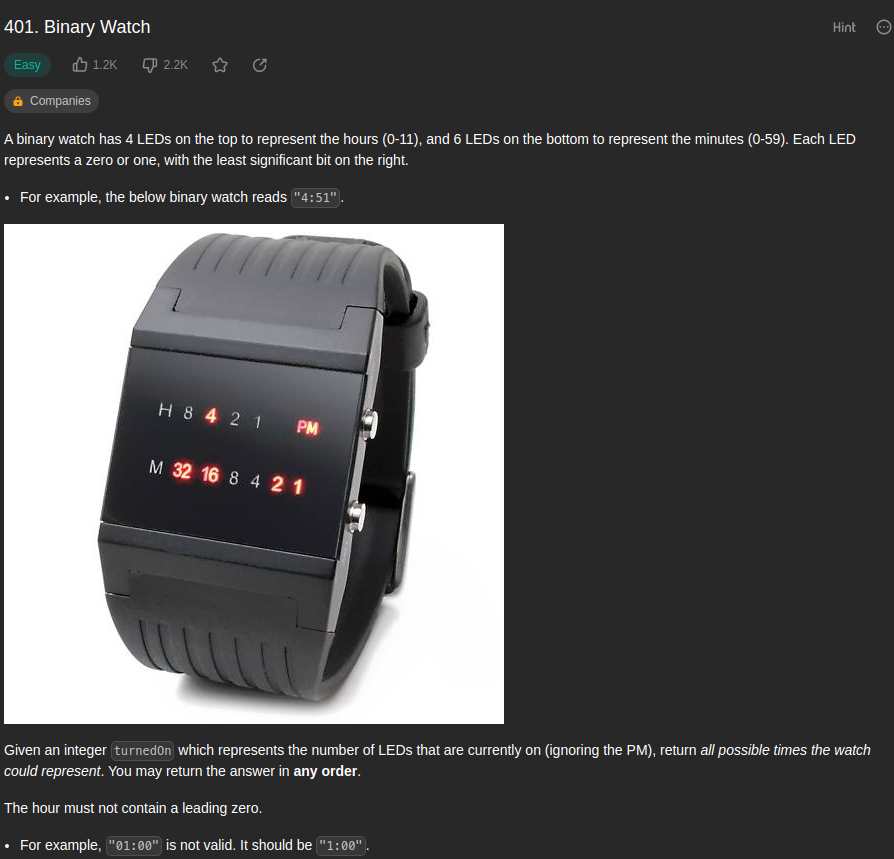 401. Binary Watch
Hint
Easy
1.2K
2.2K
Companies
A binary watch has 4 LEDs on the top to represent the hours (0-11), and 6 LEDs on the bottom to represent the minutes (0-59). Each LED
represents a zero or one, with the least significant bit on the right.
• For example, the below binary watch reads "4:51".
H 8 4 2 1 PM
M 32 16 8 4 2 1
Given an integer turnedOn which represents the number of LEDs that are currently on (ignoring the PM), return all possible times the watch
could represent. You may return the answer in any order.
The hour must not contain a leading zero.
• For example, "01:00" is not valid. It should be "1:00".